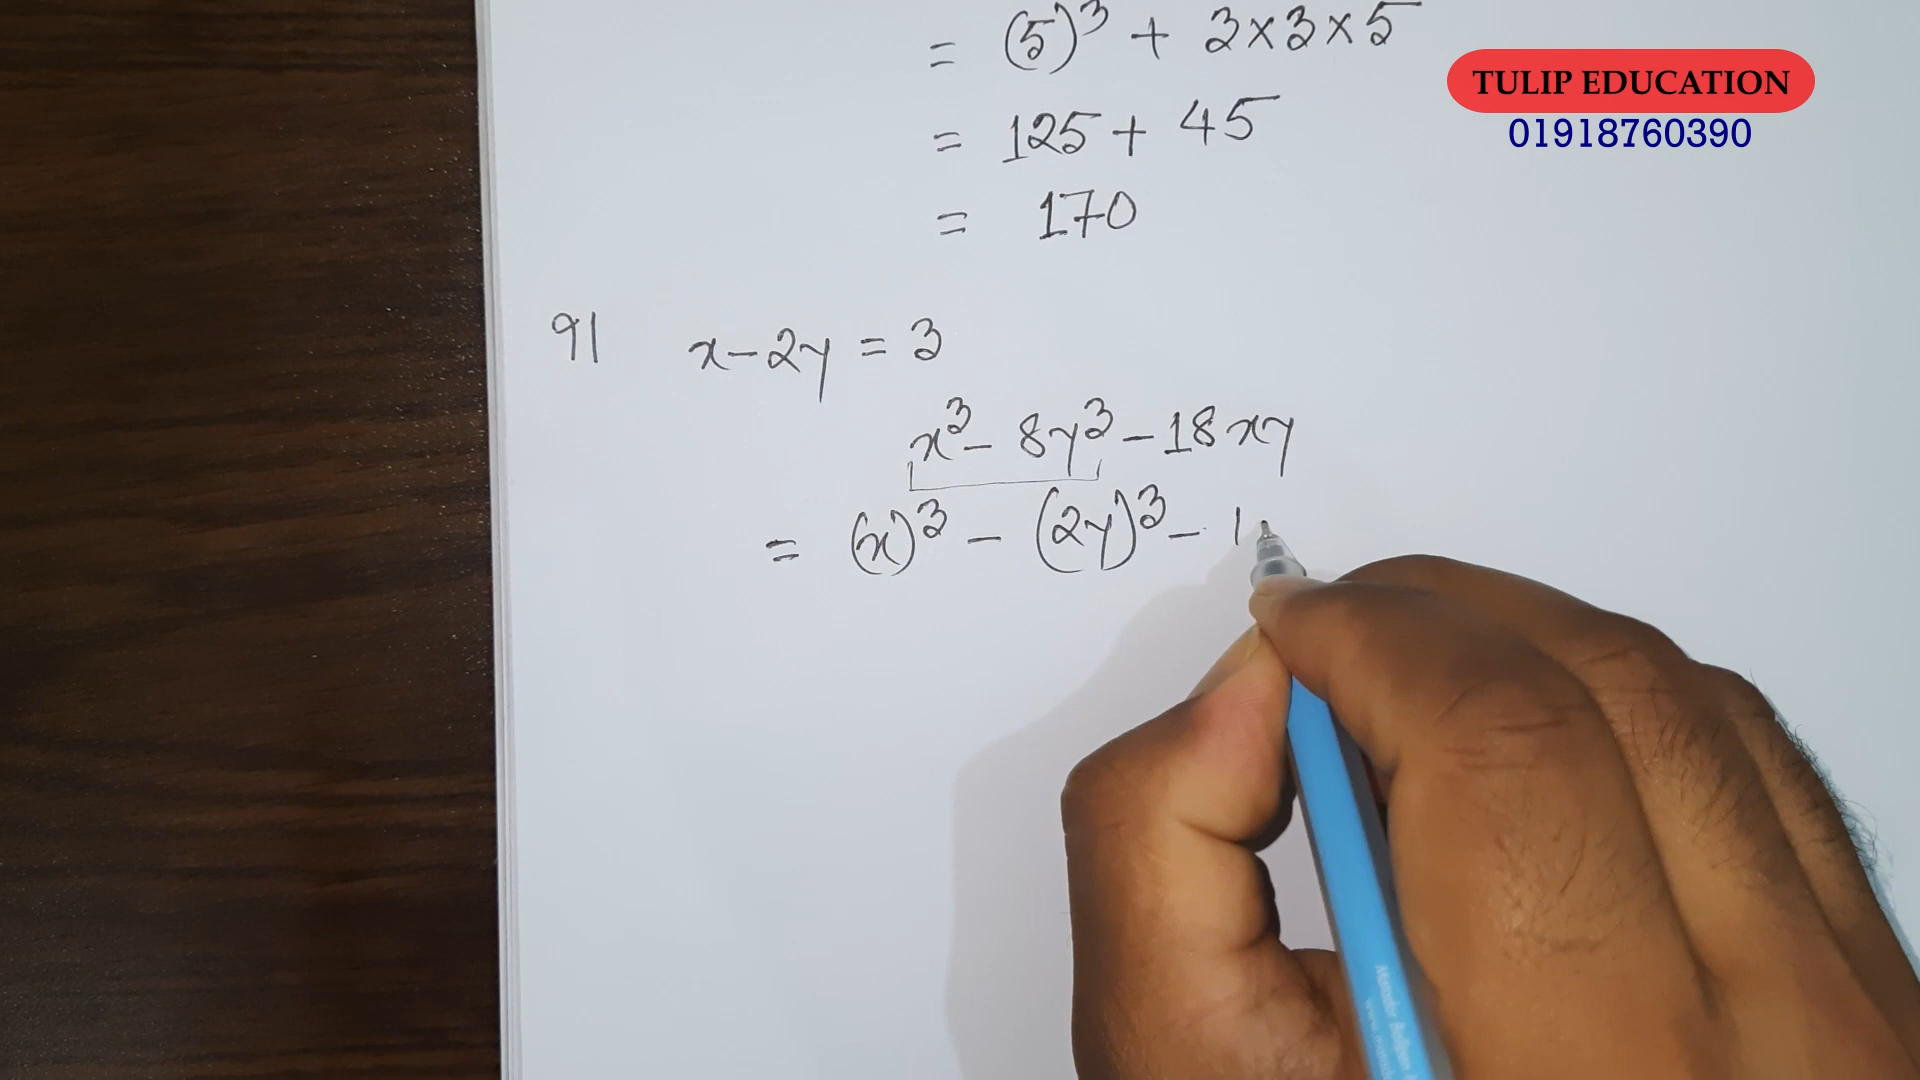 = (5)³ + 3×3×5
TULIP EDUCATION
01918760390
= 125 + 45
= 170
91 x-2y = 3
x³ - 8y³ - 18xy
= (x)³ - (2y)³ - 1